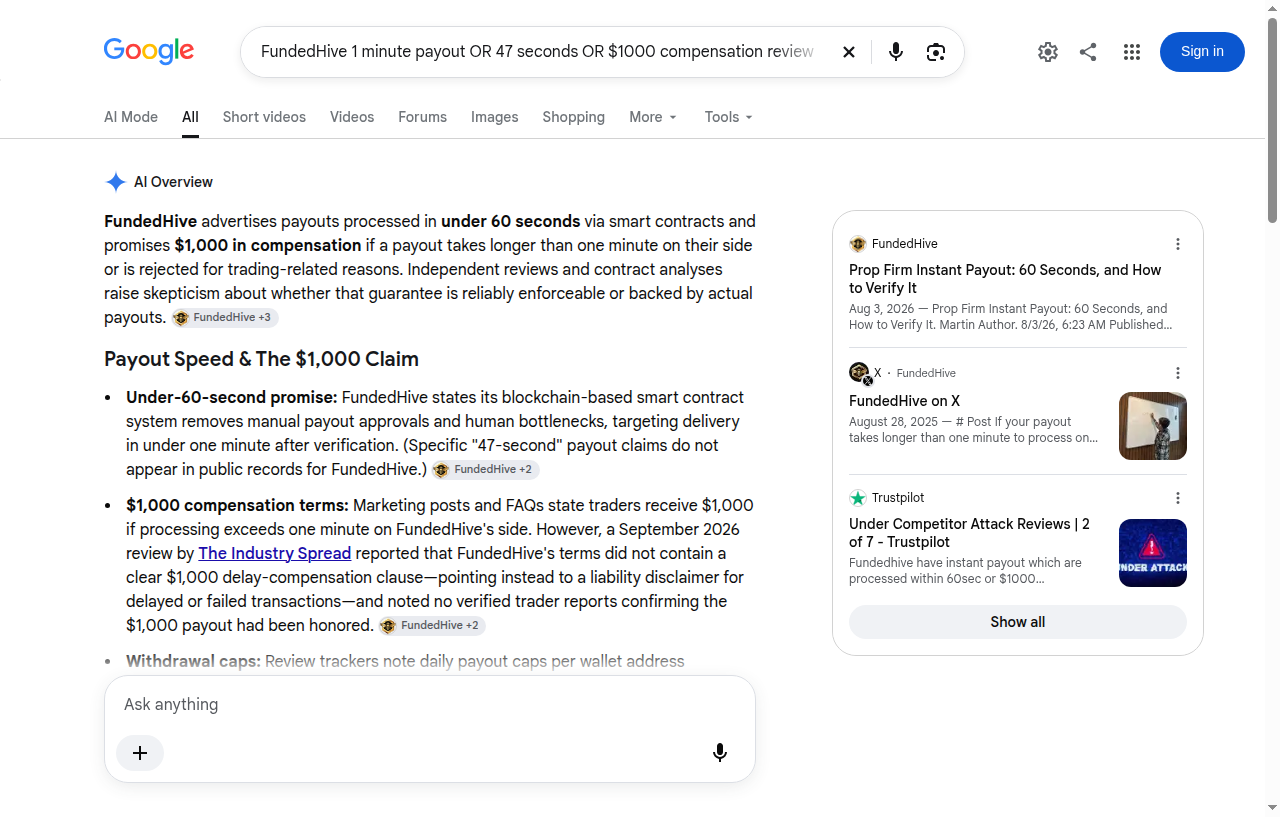 Google
FundedHive 1 minute payout OR 47 seconds OR $1000 compensation review
Sign in
AI Mode
All
Short videos
Videos
Forums
Images
Shopping
More
Tools
AI Overview
FundedHive advertises payouts processed in under 60 seconds via smart contracts and
promises $1,000 in compensation if a payout takes longer than one minute on their side
or is rejected for trading-related reasons. Independent reviews and contract analyses
raise skepticism about whether that guarantee is reliably enforceable or backed by actual
payouts. FundedHive +3
Payout Speed & The $1,000 Claim
• Under-60-second promise: FundedHive states its blockchain-based smart contract
system removes manual payout approvals and human bottlenecks, targeting delivery
in under one minute after verification. (Specific "47-second" payout claims do not
appear in public records for FundedHive.) FundedHive +2
• $1,000 compensation terms: Marketing posts and FAQs state traders receive $1,000
if processing exceeds one minute on FundedHive's side. However, a September 2026
review by The Industry Spread reported that FundedHive's terms did not contain a
clear $1,000 delay-compensation clause—pointing instead to a liability disclaimer for
delayed or failed transactions—and noted no verified trader reports confirming the
$1,000 payout had been honored. FundedHive +2
• Withdrawal caps: Review trackers note daily payout caps per wallet address
Ask anything
FundedHive
Prop Firm Instant Payout: 60 Seconds, and How
to Verify It
Aug 3, 2026 — Prop Firm Instant Payout: 60 Seconds, and
How to Verify It. Martin Author. 8/3/26, 6:23 AM Published...
X · FundedHive
FundedHive on X
August 28, 2025 — # Post If your payout
takes longer than one minute to process on...
Trustpilot
Under Competitor Attack Reviews | 2
of 7 - Trustpilot
Fundedhive have instant payout which are
processed within 60sec or $1000...
UNDER ATTACK
Show all